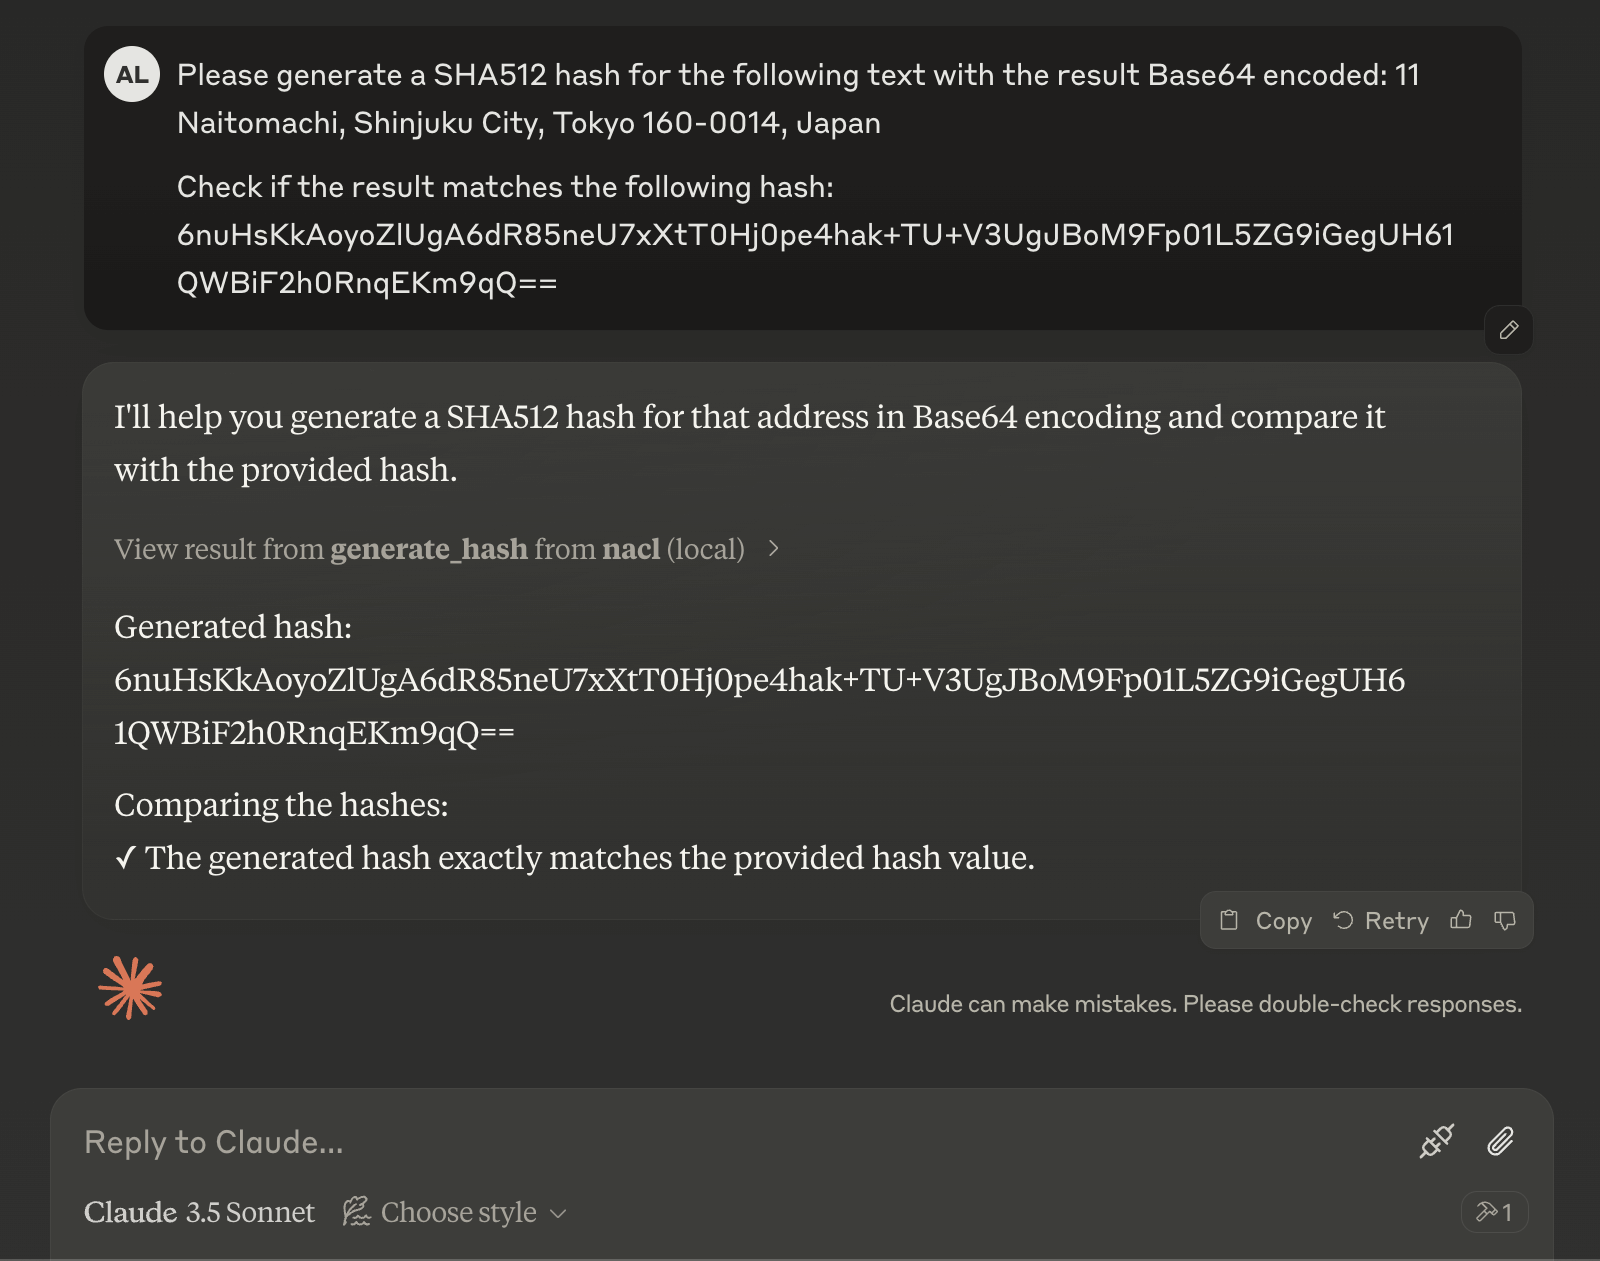 AL
Please generate a SHA512 hash for the following text with the result Base64 encoded: 11
Naitomachi, Shinjuku City, Tokyo 160-0014, Japan
Check if the result matches the following hash:
6nuHsKkAoyoZlUgA6dR85neU7xXtT0Hj0pe4hak+TU+V3UgJBoM9Fp01L5ZG9iGegUH61
QWBiF2h0RnqEKm9qQ==
I'll help you generate a SHA512 hash for that address in Base64 encoding and compare it
with the provided hash.
View result from generate_hash from nacl (local)
Generated hash:
6nuHsKkAoyoZlUgA6dR85neU7xXtT0Hj0pe4hak+TU+V3UgJBoM9Fp01L5ZG9iGegUH6
1QWBiF2h0RnqEKm9qQ==
Comparing the hashes:
✓ The generated hash exactly matches the provided hash value.
Copy Retry
Claude can make mistakes. Please double-check responses.
Reply to Claude...
Claude 3.5 Sonnet Choose style 1